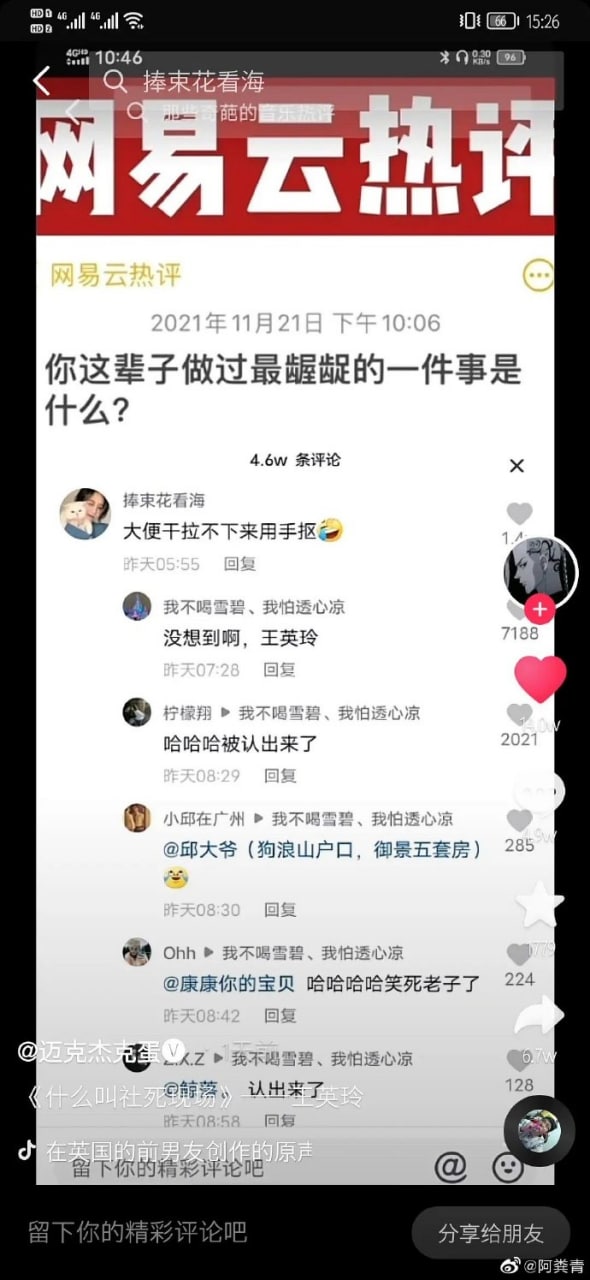 HD 1 4G 4G 66 15:26
HD 2
4G 10:46 0.30 KB/s 96
捧束花看海
那些奇葩的音乐热评
网易云热评
网易云热评
2021年11月21日 下午10:06
你这辈子做过最龌龊的一件事是
什么?
4.6w 条评论
捧束花看海
大便干拉不下来用手抠🤣
昨天05:55 回复
我不喝雪碧、我怕透心凉
没想到啊，王英玲
昨天07:28 回复
7188
柠檬翔 ▶ 我不喝雪碧、我怕透心凉
哈哈哈被认出来了
昨天08:29 回复
2021
小邱在广州 ▶ 我不喝雪碧、我怕透心凉
@邱大爷（狗浪山户口，御景五套房）
😂
昨天08:30 回复
285
4.9w
Ohh ▶ 我不喝雪碧、我怕透心凉
@康康你的宝贝 哈哈哈哈笑死老子了
昨天08:42 回复
1779
224
6.7w
@迈克杰克蛋 · 1天前
Z.X.Z ▶ 我不喝雪碧、我怕透心凉
认出来了
128
《什么叫社死现场》——王英玲
昨天08:58 回复
在英国的前男友创作的原声
留下你的精彩评论吧
@
留下你的精彩评论吧
分享给朋友
@阿粪青